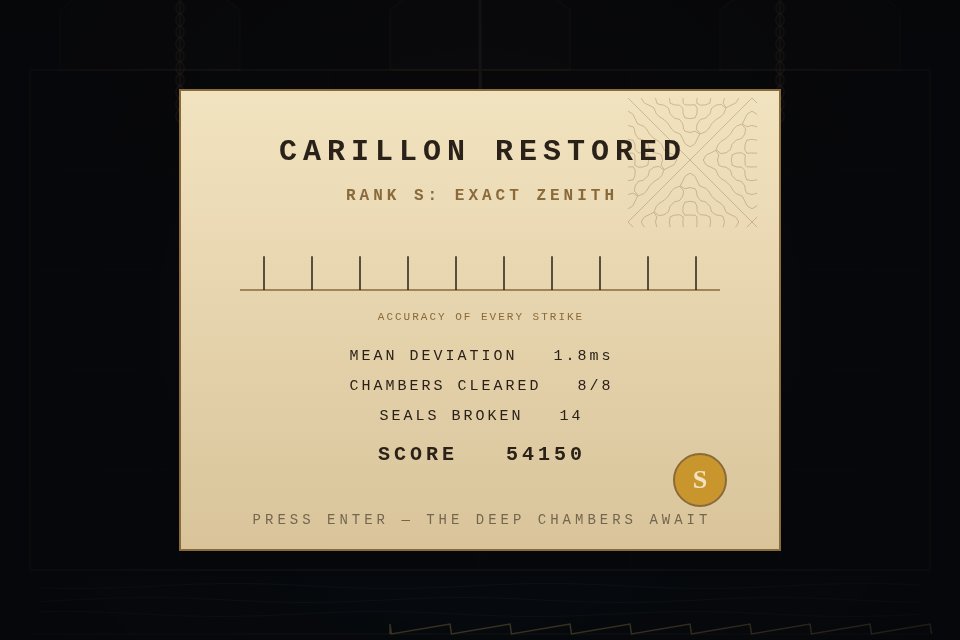 CARILLON RESTORED
RANK S: EXACT ZENITH
ACCURACY OF EVERY STRIKE
MEAN DEVIATION 1.8ms
CHAMBERS CLEARED 8/8
SEALS BROKEN 14
SCORE 54150
S
PRESS ENTER — THE DEEP CHAMBERS AWAIT